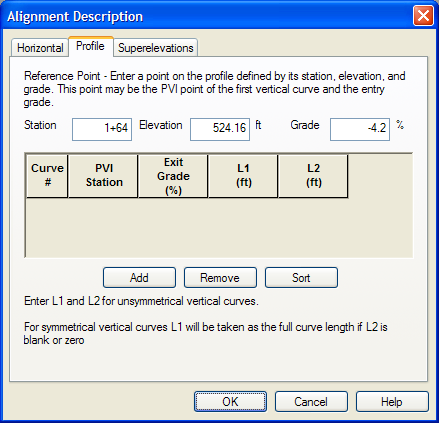 Alignment Description
Horizontal Profile Superelevations
Reference Point - Enter a point on the profile defined by its station, elevation, and
grade. This point may be the PVI point of the first vertical curve and the entry
grade.
Station 1+64 Elevation 524.16 ft Grade -4.2 %
Curve # PVI Station Exit Grade (%) L1 (ft) L2 (ft)
Add Remove Sort
Enter L1 and L2 for unsymmetrical vertical curves.
For symmetrical vertical curves L1 will be taken as the full curve length if L2 is
blank or zero
OK Cancel Help